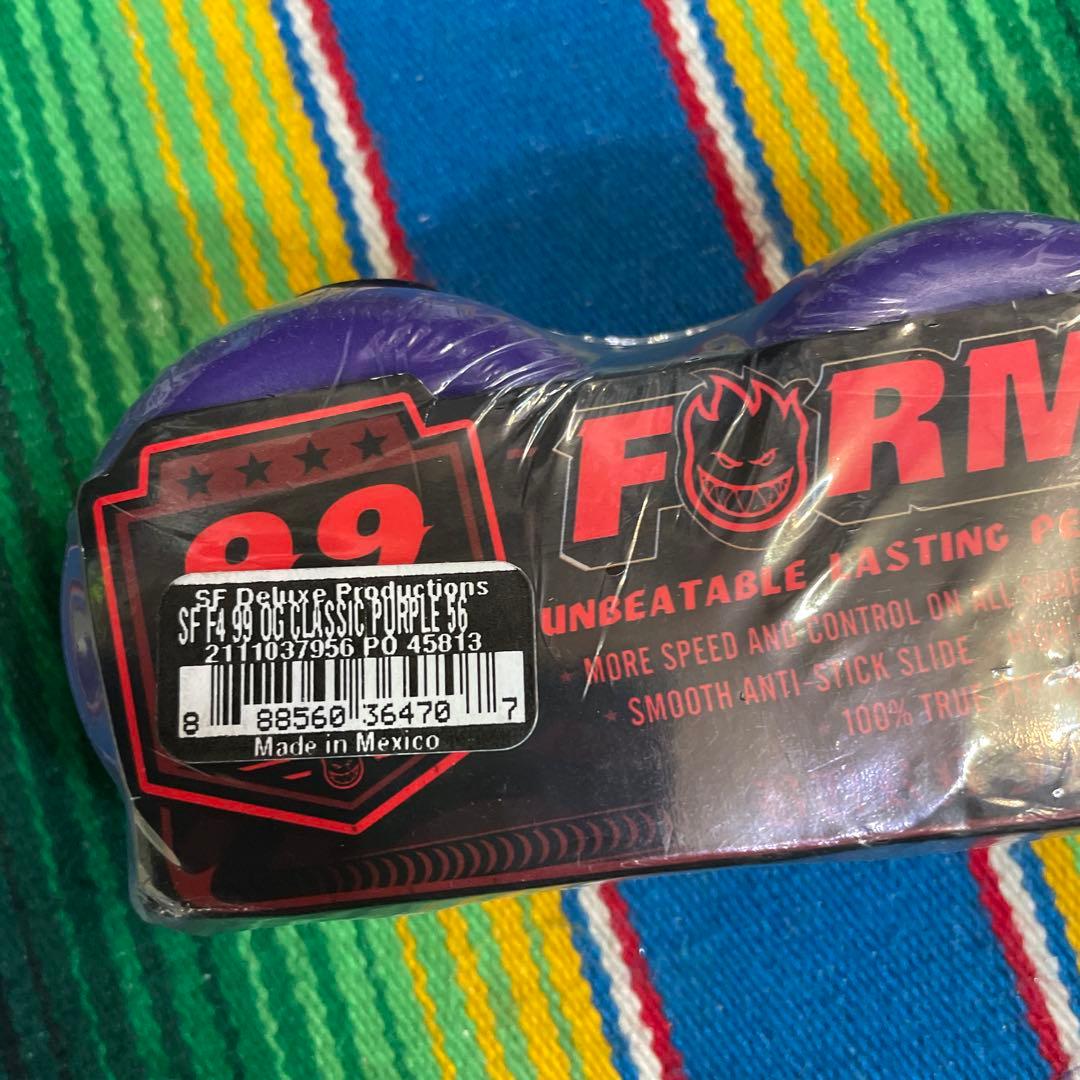 99
F RM
UNBEATABLE LASTING PE
MORE SPEED AND CONTROL ON ALL
SMOOTH ANTI-STICK SLIDE
100% TRUE
SF Deluxe Productions
SF F4 99 OG CLASSIC PURPLE 56
2111037956 PO 45813
8 88560 36470 7
Made in Mexico